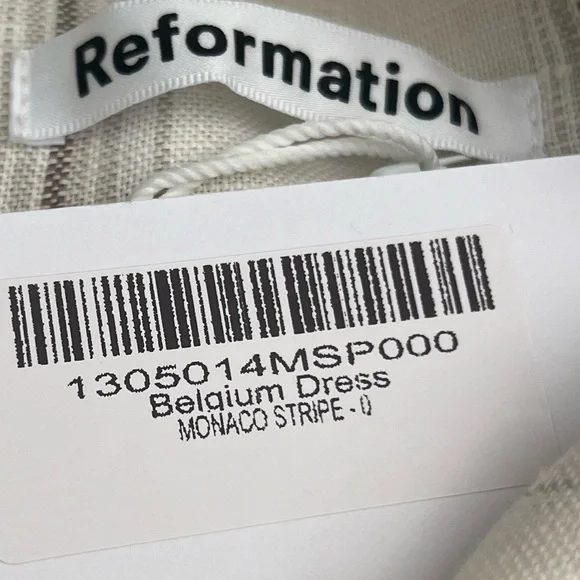 Reformation
1305014MSP000
Belgium Dress
MONACO STRIPE - 0